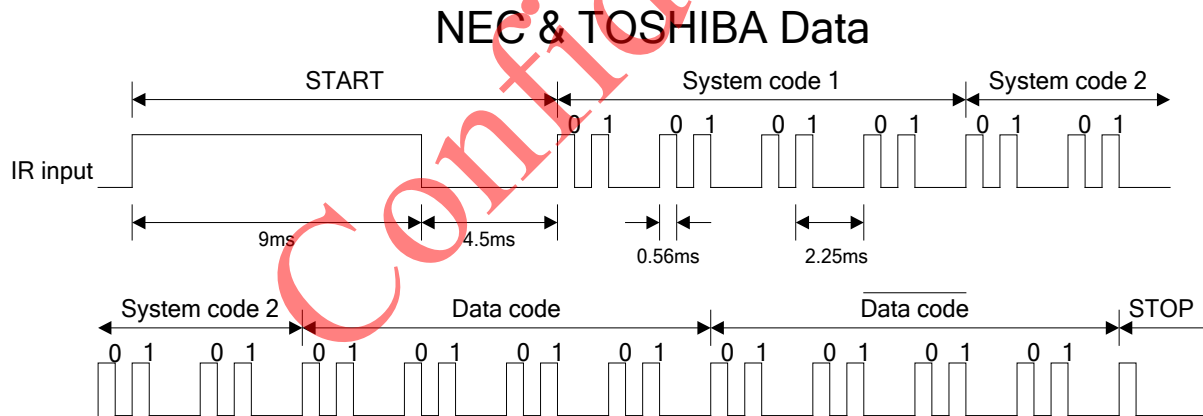 NEC & TOSHIBA Data
START System code 1 System code 2
0 1 0 1 0 1 0 1 0 1 0 1
IR input
9ms 4.5ms 0.56ms 2.25ms
System code 2 Data code Data code STOP
0 1 0 1 0 1 0 1 0 1 0 1 0 1 0 1 0 1 0 1
Confid